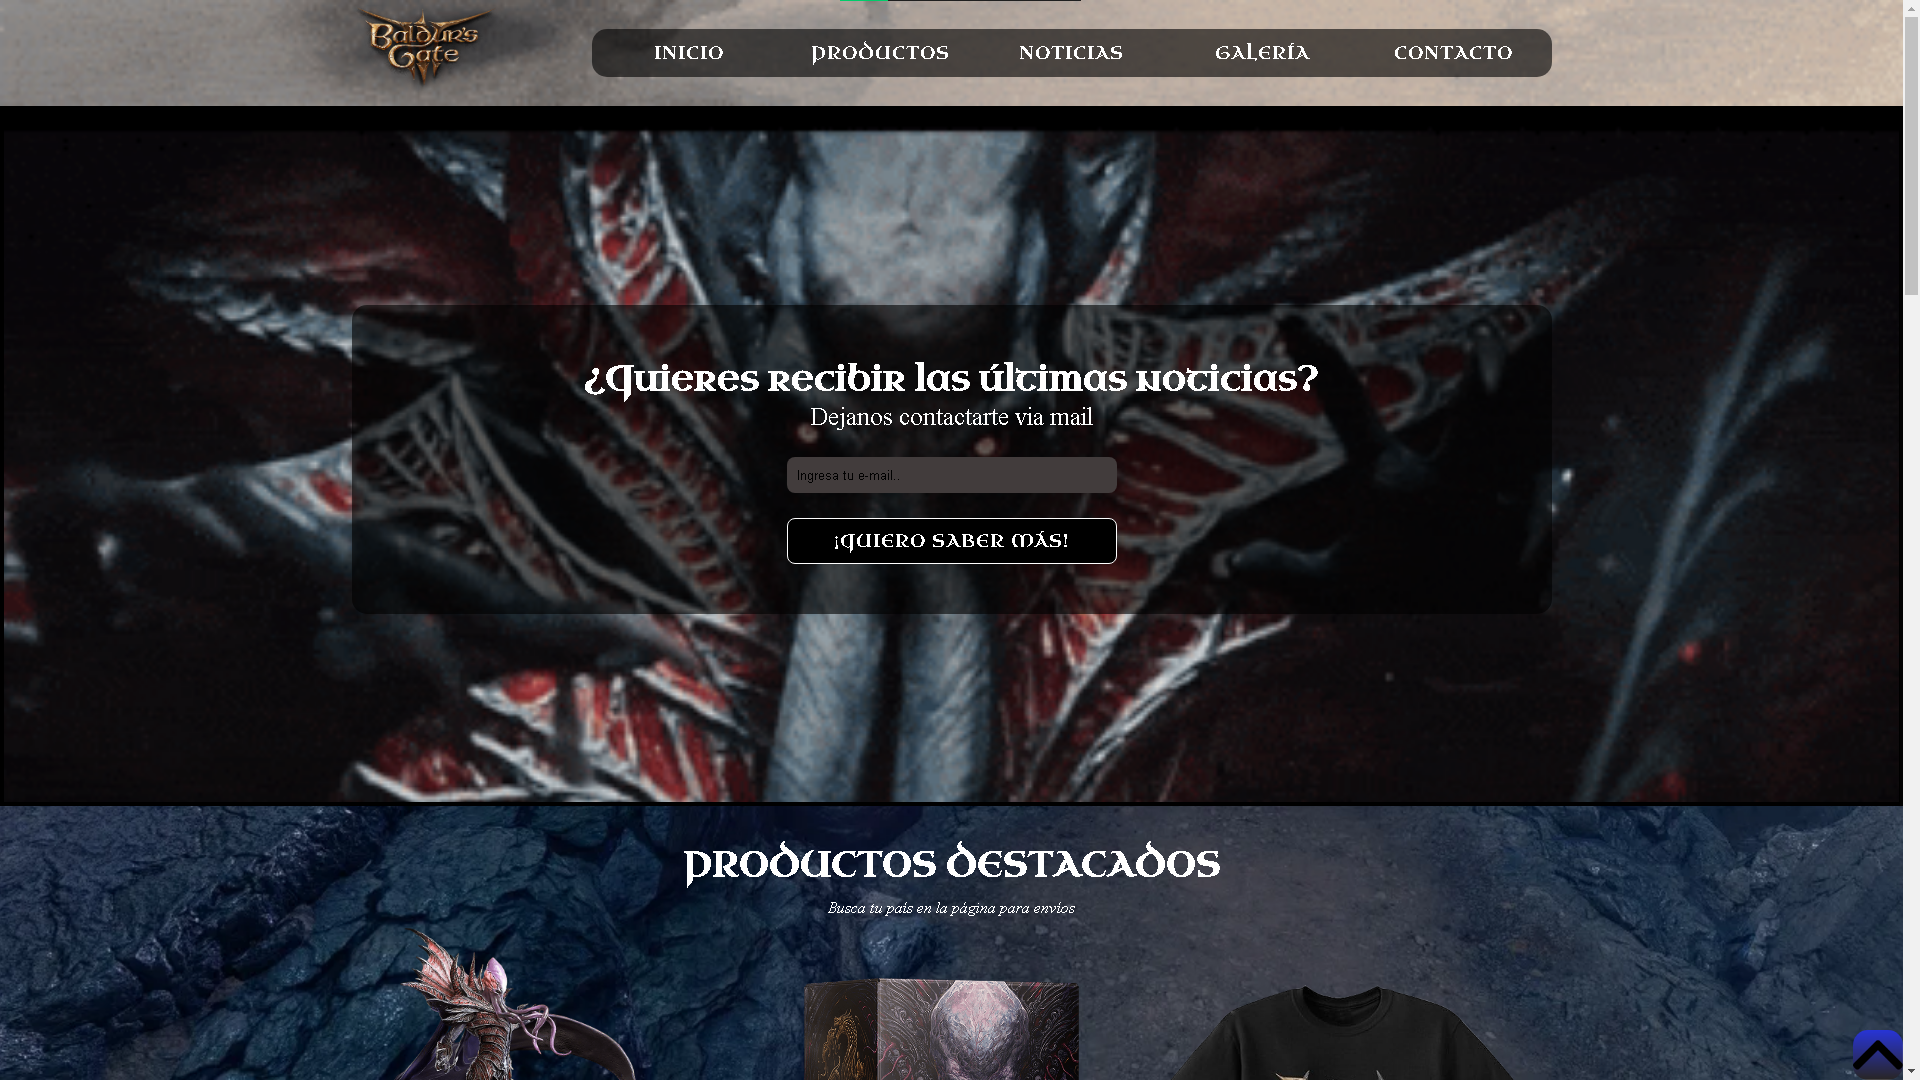 Baldur's
Gate
INICIO
PRODUCTOS
NOTICIAS
GALERÍA
CONTACTO
¿Quieres recibir las últimas noticias?
Dejanos contactarte via mail
Ingresa tu e-mail..
¡QUIERO SABER MÁS!
PRODUCTOS DESTACADOS
Busca tu país en la página para envíos